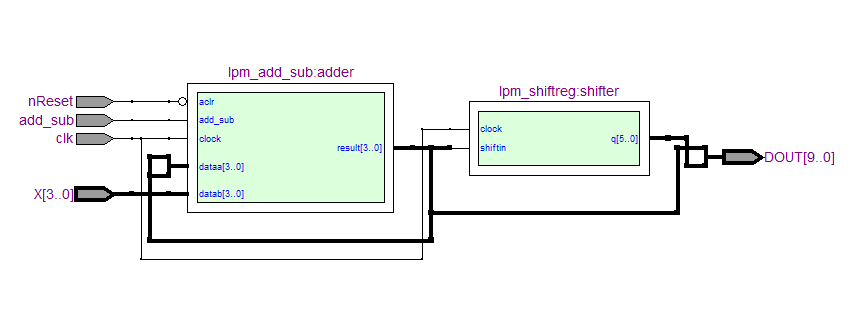 lpm_add_sub:adder
lpm_shiftreg:shifter
nReset
add_sub
clk
X[3..0]
aclr
add_sub
clock
dataa[3..0]
datab[3..0]
result[3..0]
clock
shiftin
q[5..0]
DOUT[9..0]